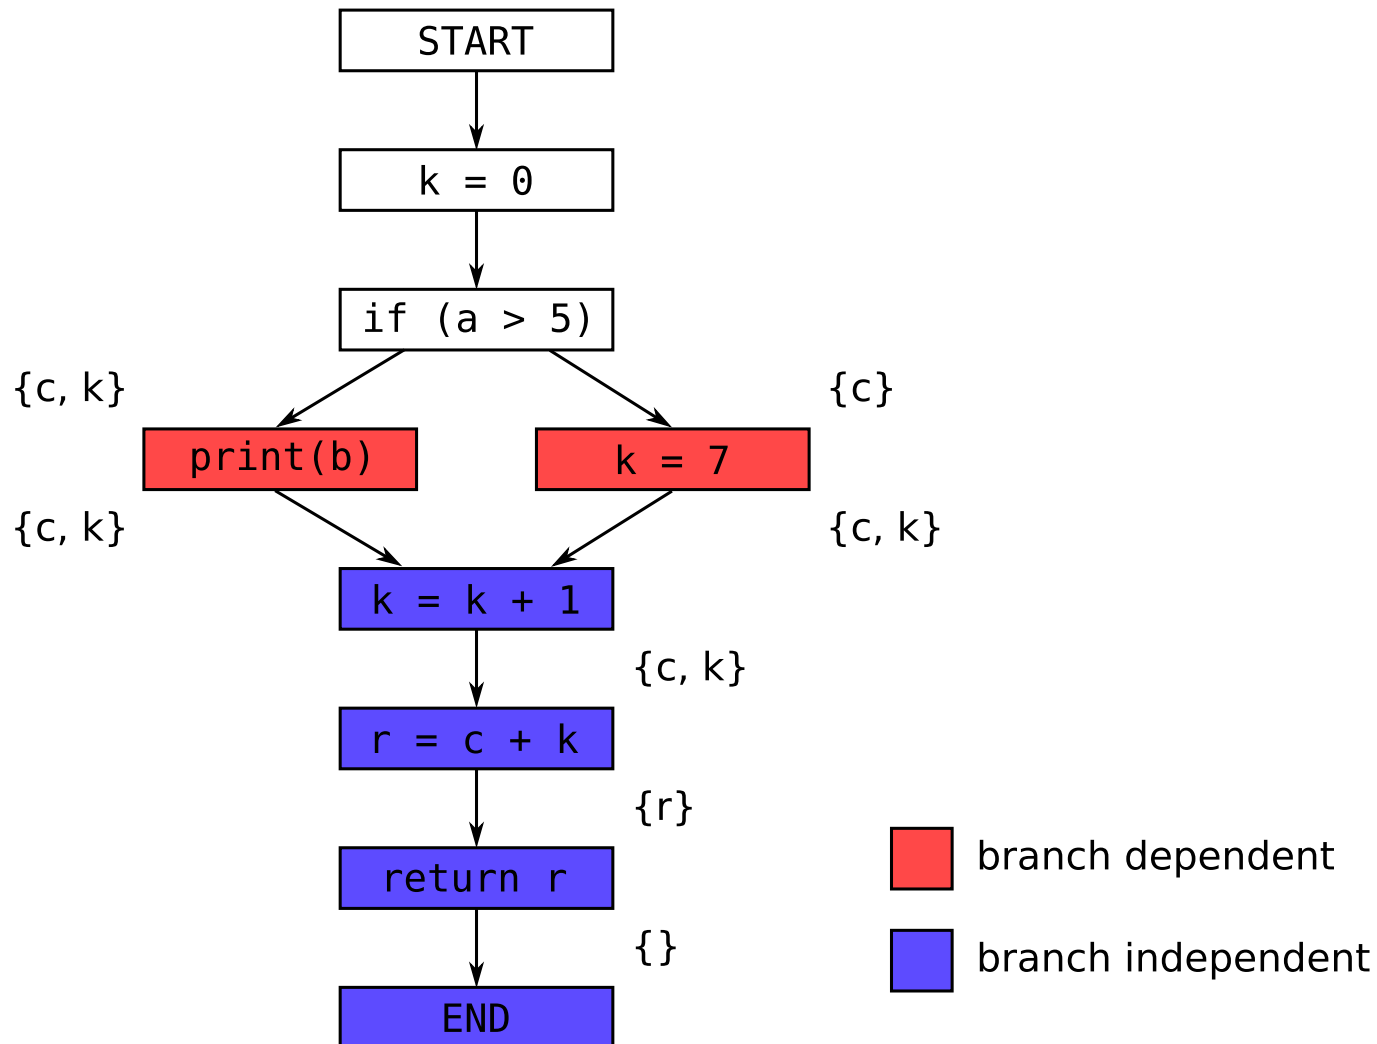 START
k = 0
if (a > 5)
{c, k}
{c}
print(b)
k = 7
{c, k}
{c, k}
k = k + 1
{c, k}
r = c + k
{r}
branch dependent
return r
{}
branch independent
END